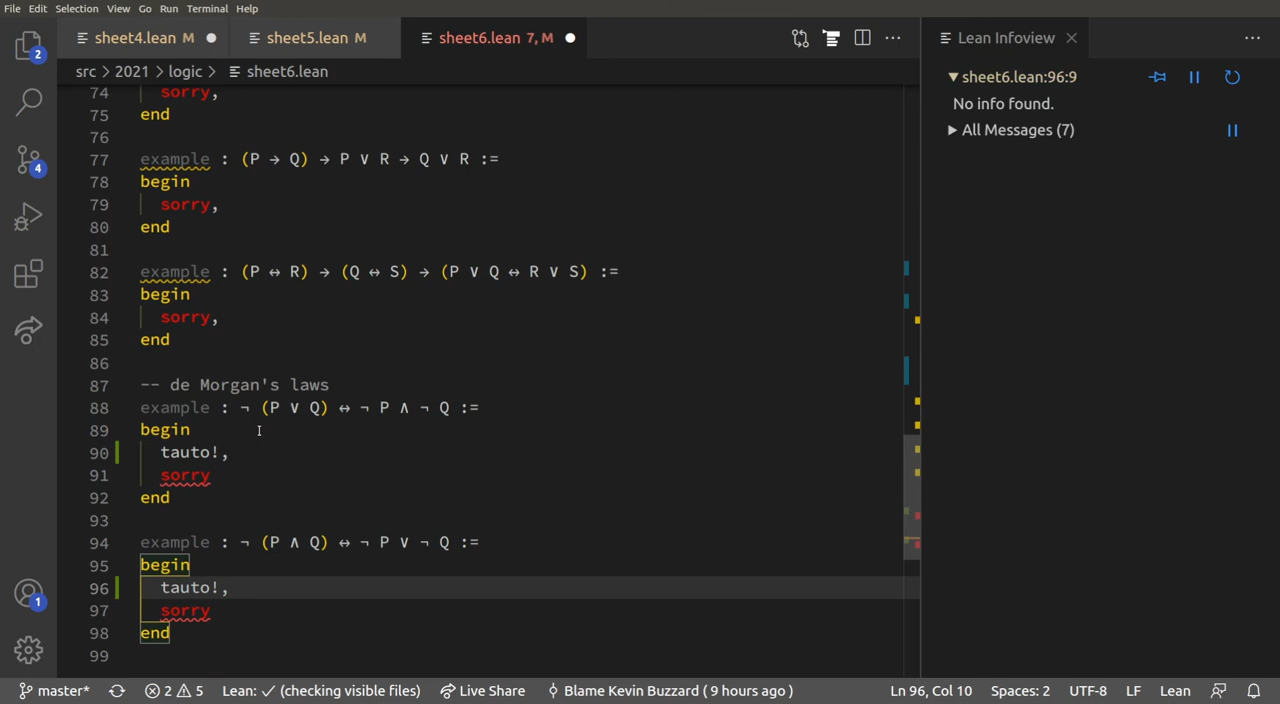 File Edit Selection View Go Run Terminal Help
sheet4.lean M
sheet5.lean M
sheet6.lean 7, M
Lean Infoview
src > 2021 > logic > sheet6.lean
sheet6.lean:96:9
No info found.
All Messages (7)
2
4
1
74 sorry,
75 end
76
77 example : (P → Q) → P ∨ R → Q ∨ R :=
78 begin
79 sorry,
80 end
81
82 example : (P ↔ R) → (Q ↔ S) → (P ∨ Q ↔ R ∨ S) :=
83 begin
84 sorry,
85 end
86
87 -- de Morgan's laws
88 example : ¬ (P ∨ Q) ↔ ¬ P ∧ ¬ Q :=
89 begin
90 tauto!,
91 sorry
92 end
93
94 example : ¬ (P ∧ Q) ↔ ¬ P ∨ ¬ Q :=
95 begin
96 tauto!,
97 sorry
98 end
99
master* 2 5 Lean: ✓ (checking visible files) Live Share Blame Kevin Buzzard ( 9 hours ago ) Ln 96, Col 10 Spaces: 2 UTF-8 LF Lean